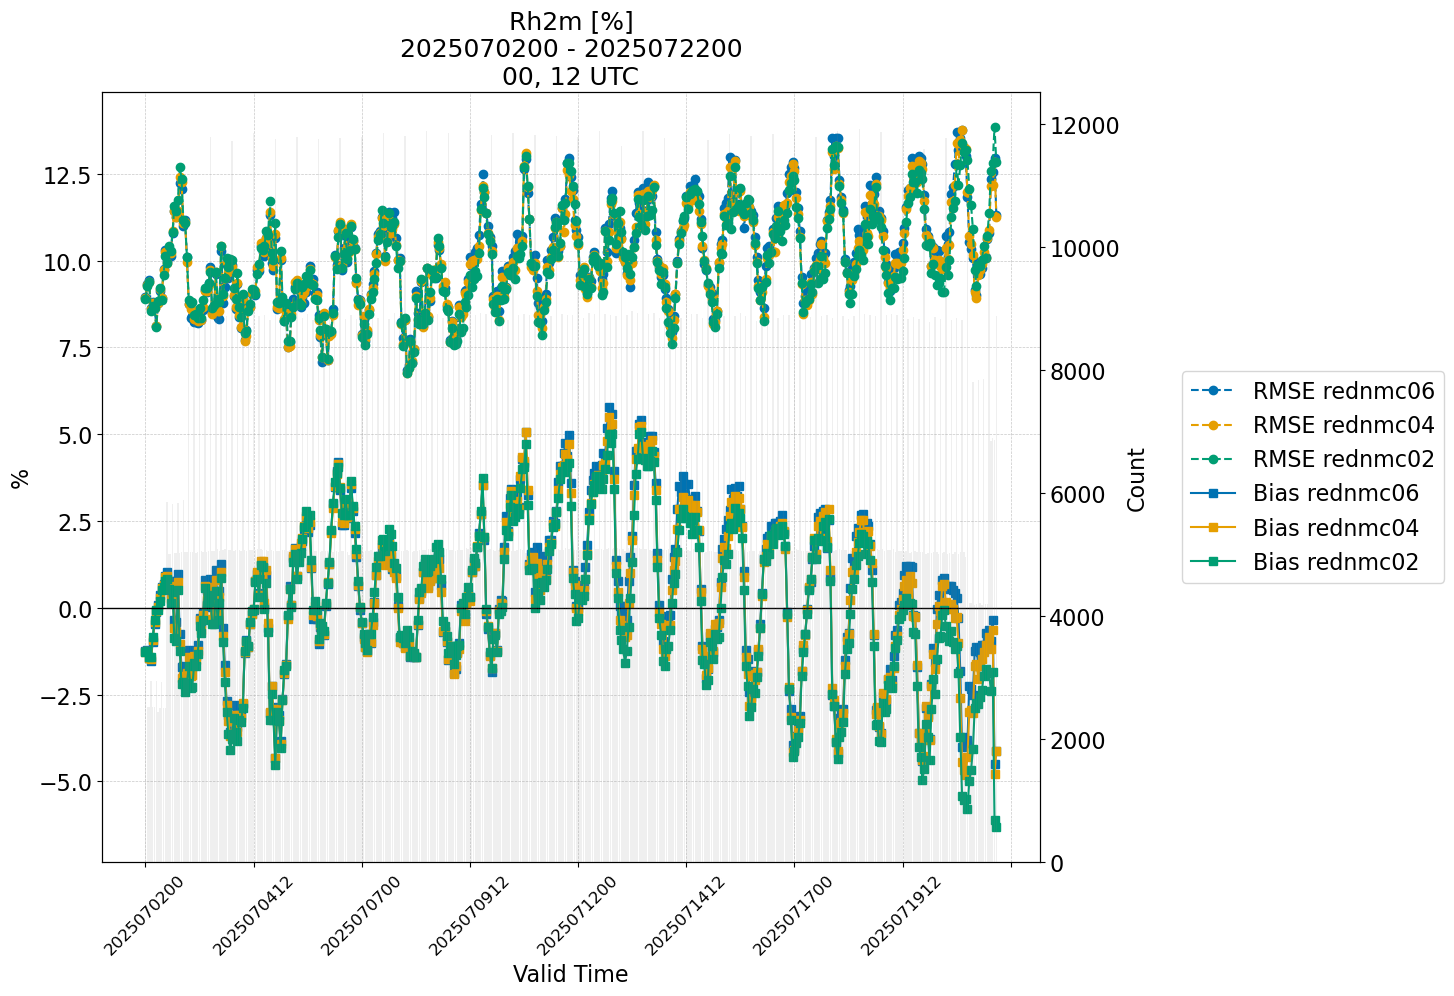 Rh2m [%]
2025070200 - 2025072200
00, 12 UTC
12.5
10.0
7.5
5.0
2.5
0.0
−2.5
−5.0
%
12000
10000
8000
6000
4000
2000
0
Count
2025070200
2025070412
2025070700
2025070912
2025071200
2025071412
2025071700
2025071912
Valid Time
RMSE rednmc06
RMSE rednmc04
RMSE rednmc02
Bias rednmc06
Bias rednmc04
Bias rednmc02